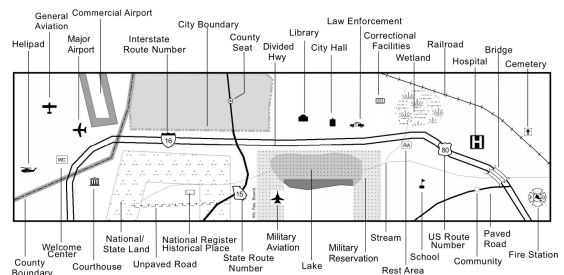 General
Aviation
Commercial Airport
City Boundary
County
Seat
Library
Law Enforcement
Correctional
Facilities
Helipad
Major
Airport
Interstate
Route Number
Divided
Hwy
City Hall
Wetland
Railroad
Hospital
Bridge
Cemetery
16
WC
RA
80
H
15
Mil. Res. Bound.
County
Boundary
Welcome
Center
Courthouse
National/
State Land
Unpaved Road
National Register
Historical Place
State Route
Number
Military
Aviation
Lake
Military
Reservation
Stream
Rest Area
School
US Route
Number
Community
Paved
Road
Fire Station